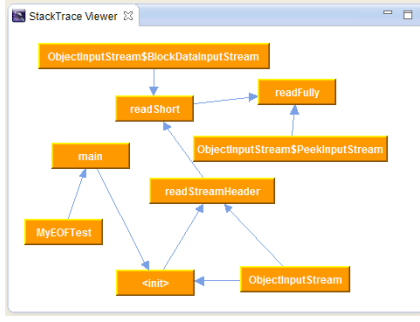 StackTrace Viewer
ObjectInputStream$BlockDataInputStream
readFully
readShort
ObjectInputStream$PeekInputStream
main
readStreamHeader
MyEOFTest
<init>
ObjectInputStream